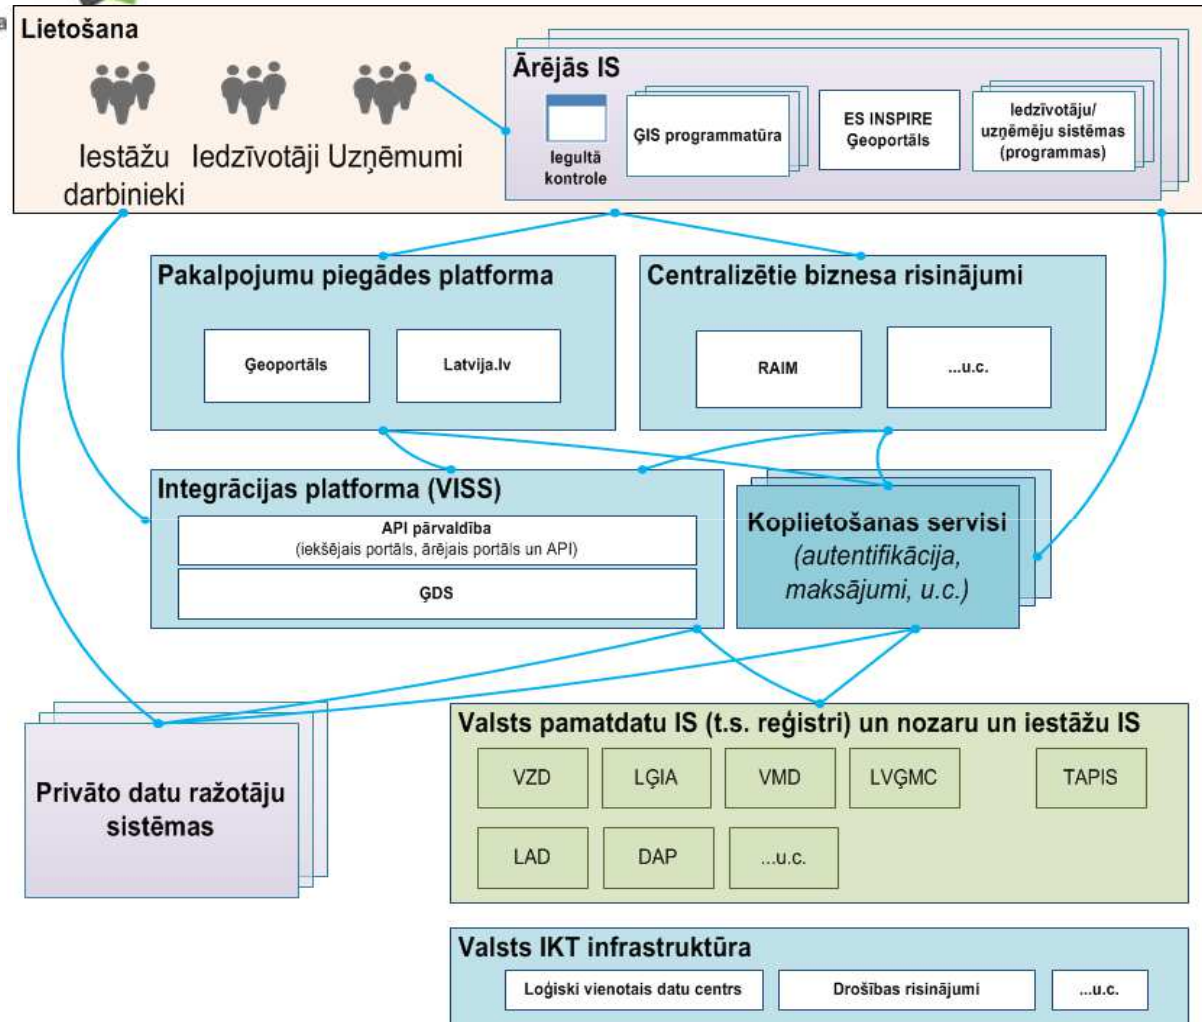 a
Lietošana
Iestāžu
darbinieki
Iedzīvotāji
Uzņēmumi
Ārējās IS
Iegultā
kontrole
ĢIS programmatūra
ES INSPIRE
Ģeoportāls
Iedzīvotāju/
uzņēmēju sistēmas
(programmas)
Pakalpojumu piegādes platforma
Ģeoportāls
Latvija.lv
Centralizētie biznesa risinājumi
RAIM
...u.c.
Integrācijas platforma (VISS)
API pārvaldība
(iekšējais portāls, ārējais portāls un API)
ĢDS
Koplietošanas servisi
(autentifikācija,
maksājumi, u.c.)
Privāto datu ražotāju
sistēmas
Valsts pamatdatu IS (t.s. reģistri) un nozaru un iestāžu IS
VZD
LĢIA
VMD
LVĢMC
TAPIS
LAD
DAP
...u.c.
Valsts IKT infrastruktūra
Loģiski vienotais datu centrs
Drošības risinājumi
...u.c.